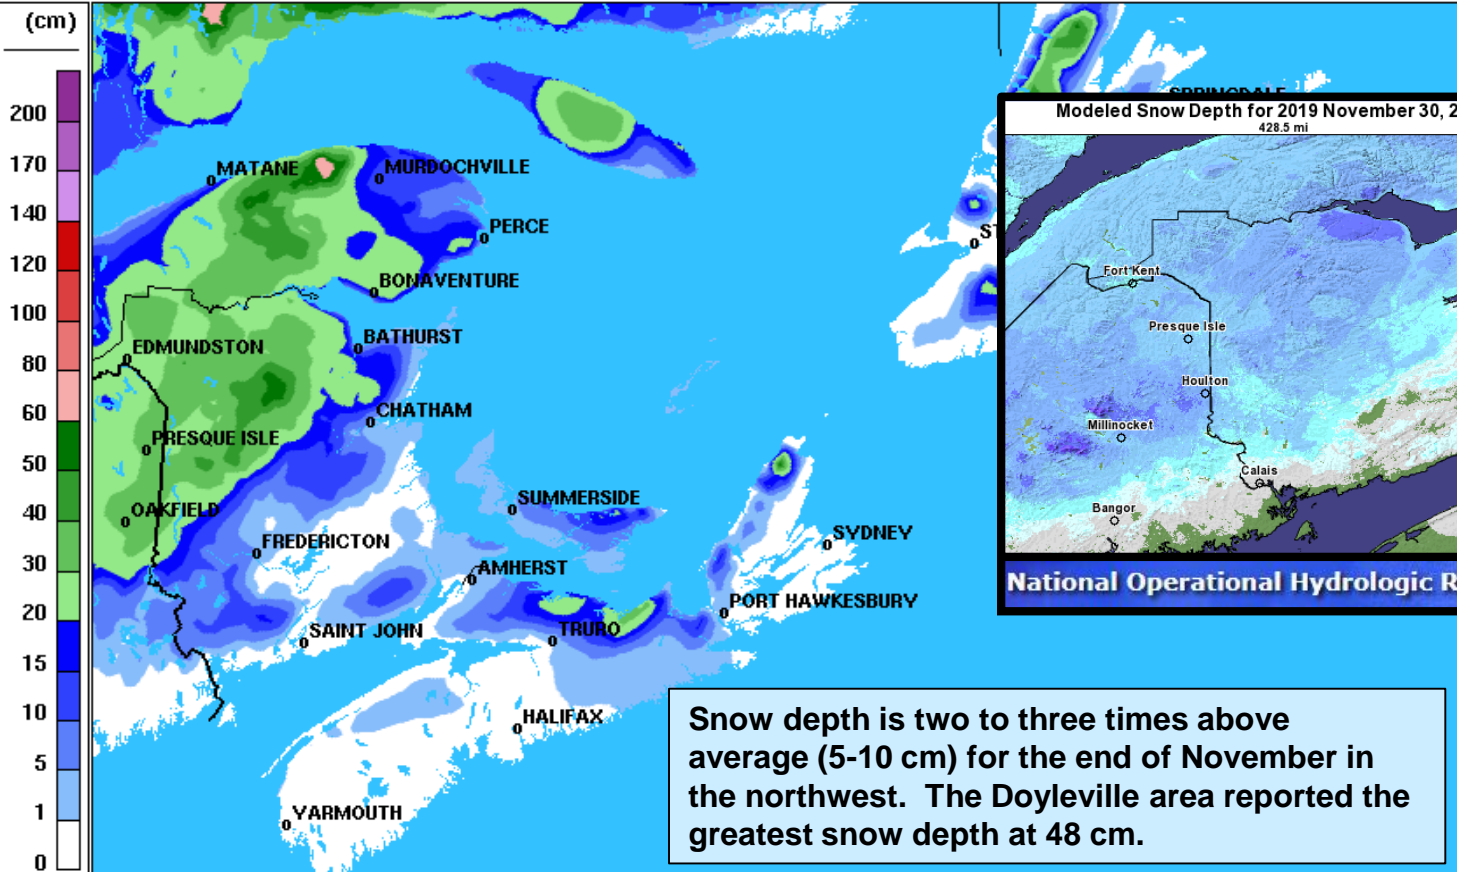 (cm)
200
170
140
120
100
80
60
50
40
30
20
15
10
5
1
0
SPRINGDALE
MATANE
MURDOCHVILLE
PERCE
ST
BONAVENTURE
BATHURST
EDMUNDSTON
CHATHAM
PRESQUE ISLE
OAKFIELD
SUMMERSIDE
FREDERICTON
SYDNEY
AMHERST
PORT HAWKESBURY
SAINT JOHN
TRURO
HALIFAX
YARMOUTH
Modeled Snow Depth for 2019 November 30, 2
428.5 mi
Fort Kent
Presque Isle
Houlton
Millinocket
Calais
Bangor
National Operational Hydrologic R
Snow depth is two to three times above
average (5-10 cm) for the end of November in
the northwest. The Doyleville area reported the
greatest snow depth at 48 cm.